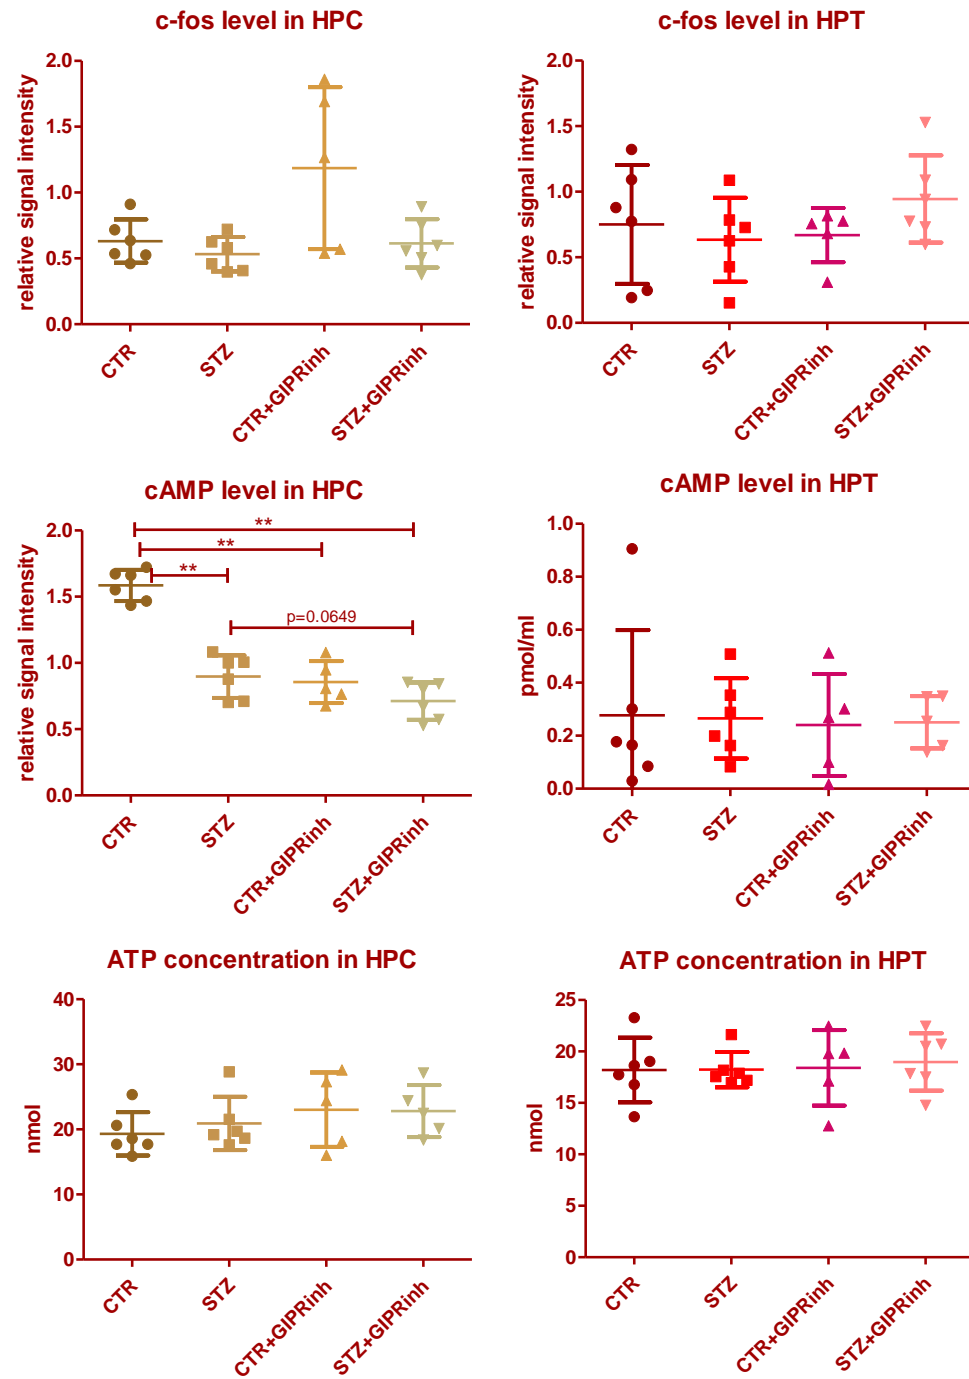 c-fos level in HPC
relative signal intensity
2.0
1.5
1.0
0.5
0.0
CTR
STZ
CTR+GIPRinh
STZ+GIPRinh
c-fos level in HPT
relative signal intensity
2.0
1.5
1.0
0.5
0.0
CTR
STZ
CTR+GIPRinh
STZ+GIPRinh
cAMP level in HPC
relative signal intensity
2.0
1.5
1.0
0.5
0.0
**
**
**
p=0.0649
CTR
STZ
CTR+GIPRinh
STZ+GIPRinh
cAMP level in HPT
pmol/ml
1.0
0.8
0.6
0.4
0.2
0.0
CTR
STZ
CTR+GIPRinh
STZ+GIPRinh
ATP concentration in HPC
nmol
40
30
20
10
0
CTR
STZ
CTR+GIPRinh
STZ+GIPRinh
ATP concentration in HPT
nmol
25
20
15
10
5
0
CTR
STZ
CTR+GIPRinh
STZ+GIPRinh